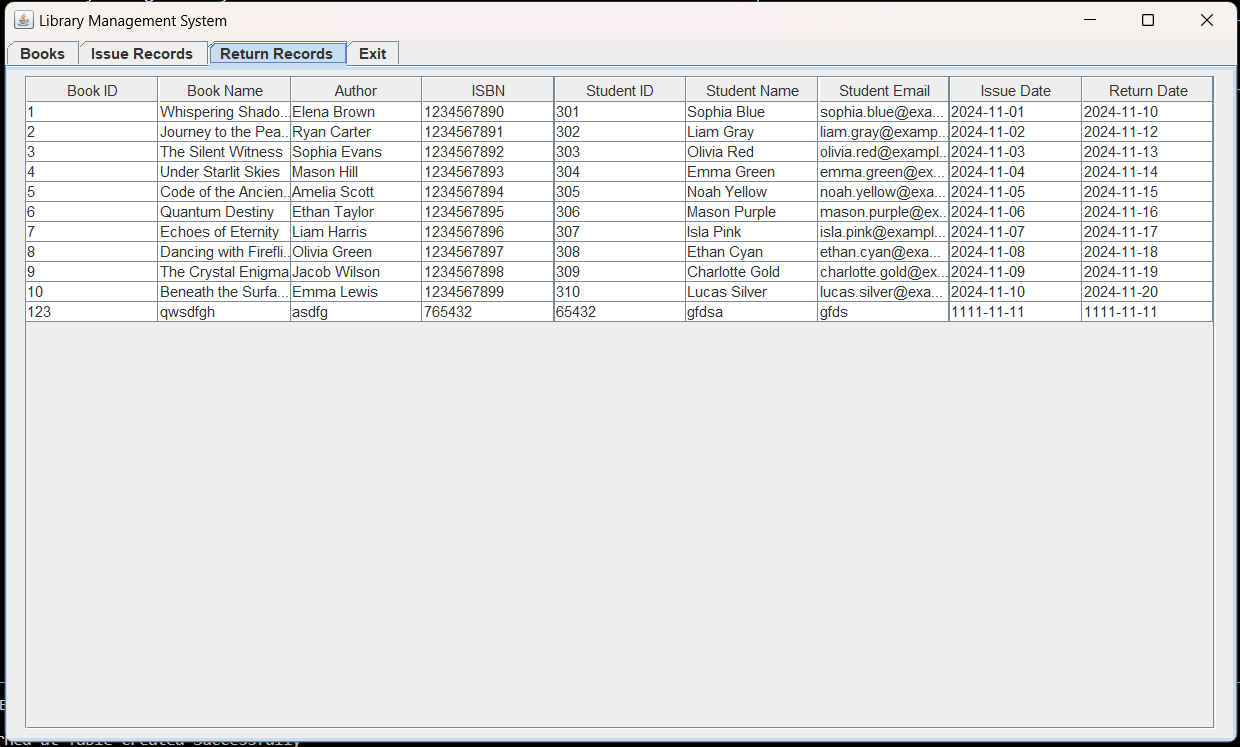 Library Management System
Books Issue Records Return Records Exit
Book ID Book Name Author ISBN Student ID Student Name Student Email Issue Date Return Date
1 Whispering Shado... Elena Brown 1234567890 301 Sophia Blue sophia.blue@exa... 2024-11-01 2024-11-10
2 Journey to the Pea... Ryan Carter 1234567891 302 Liam Gray liam.gray@examp... 2024-11-02 2024-11-12
3 The Silent Witness Sophia Evans 1234567892 303 Olivia Red olivia.red@exampl... 2024-11-03 2024-11-13
4 Under Starlit Skies Mason Hill 1234567893 304 Emma Green emma.green@ex... 2024-11-04 2024-11-14
5 Code of the Ancien... Amelia Scott 1234567894 305 Noah Yellow noah.yellow@exa... 2024-11-05 2024-11-15
6 Quantum Destiny Ethan Taylor 1234567895 306 Mason Purple mason.purple@ex... 2024-11-06 2024-11-16
7 Echoes of Eternity Liam Harris 1234567896 307 Isla Pink isla.pink@exampl... 2024-11-07 2024-11-17
8 Dancing with Firefli... Olivia Green 1234567897 308 Ethan Cyan ethan.cyan@exa... 2024-11-08 2024-11-18
9 The Crystal Enigma Jacob Wilson 1234567898 309 Charlotte Gold charlotte.gold@ex... 2024-11-09 2024-11-19
10 Beneath the Surfa... Emma Lewis 1234567899 310 Lucas Silver lucas.silver@exa... 2024-11-10 2024-11-20
123 qwsdfgh asdfg 765432 65432 gfdsa gfds 1111-11-11 1111-11-11